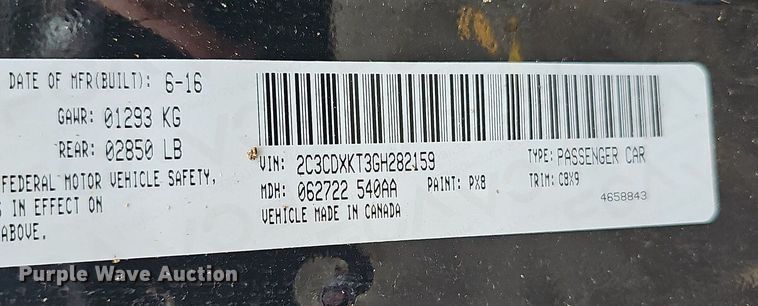 DATE OF MFR(BUILT): 6-16
GAWR: 01293 KG
REAR: 02850 LB
FEDERAL MOTOR VEHICLE SAFETY,
S IN EFFECT ON
ABOVE.
VIN: 2C3CDXKT3GH282159 TYPE: PASSENGER CAR
MDH: 062722 540AA PAINT: PX8 TRIM: C8X9
VEHICLE MADE IN CANADA 4658843
Purple Wave Auction